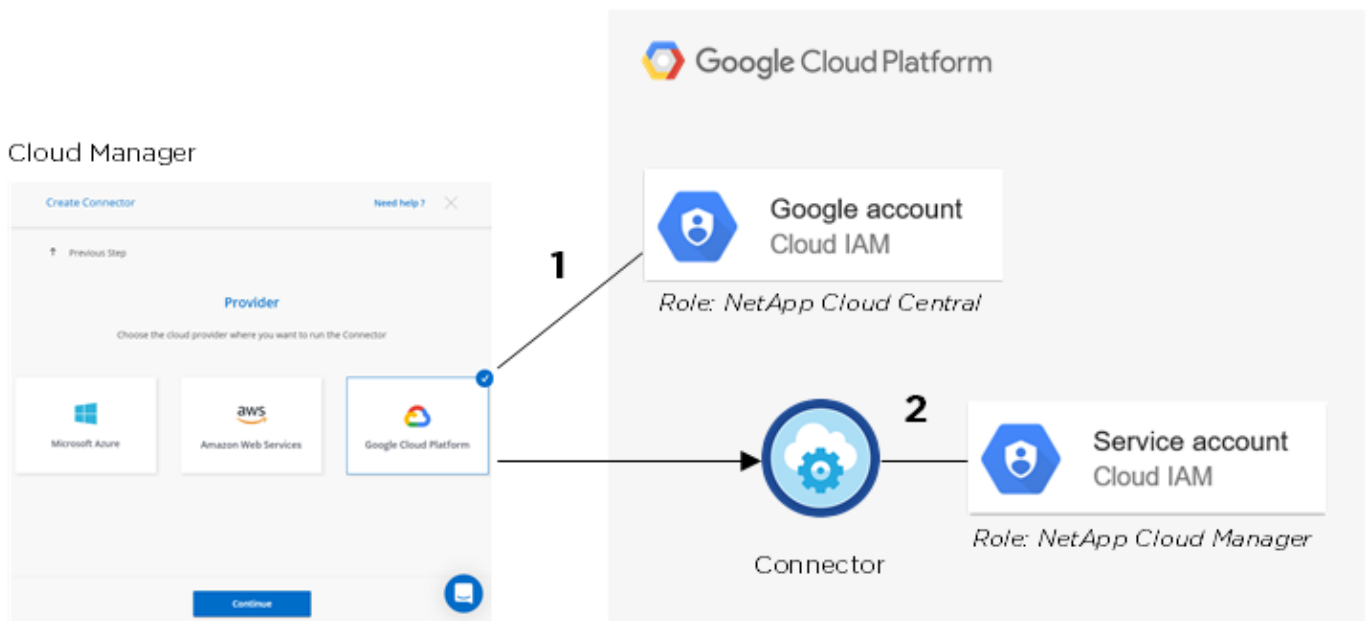 Google Cloud Platform
Cloud Manager
Create Connector
Need help ?
Previous Step
Provider
Choose the cloud provider where you want to run the Connector
Microsoft Azure
aws
Amazon Web Services
Google Cloud Platform
Continue
1
Google account
Cloud IAM
Role: NetApp Cloud Central
2
Service account
Cloud IAM
Role: NetApp Cloud Manager
Connector